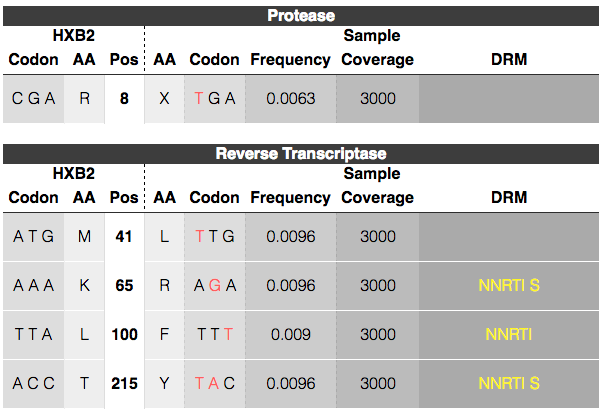 Protease
HXB2 Sample
Codon AA Pos AA Codon Frequency Coverage DRM
C G A R 8 X T G A 0.0063 3000
Reverse Transcriptase
HXB2 Sample
Codon AA Pos AA Codon Frequency Coverage DRM
A T G M 41 L T T G 0.0096 3000
A A A K 65 R A G A 0.0096 3000 NNRTI S
T T A L 100 F T T T 0.009 3000 NNRTI
A C C T 215 Y T A C 0.0096 3000 NNRTI S